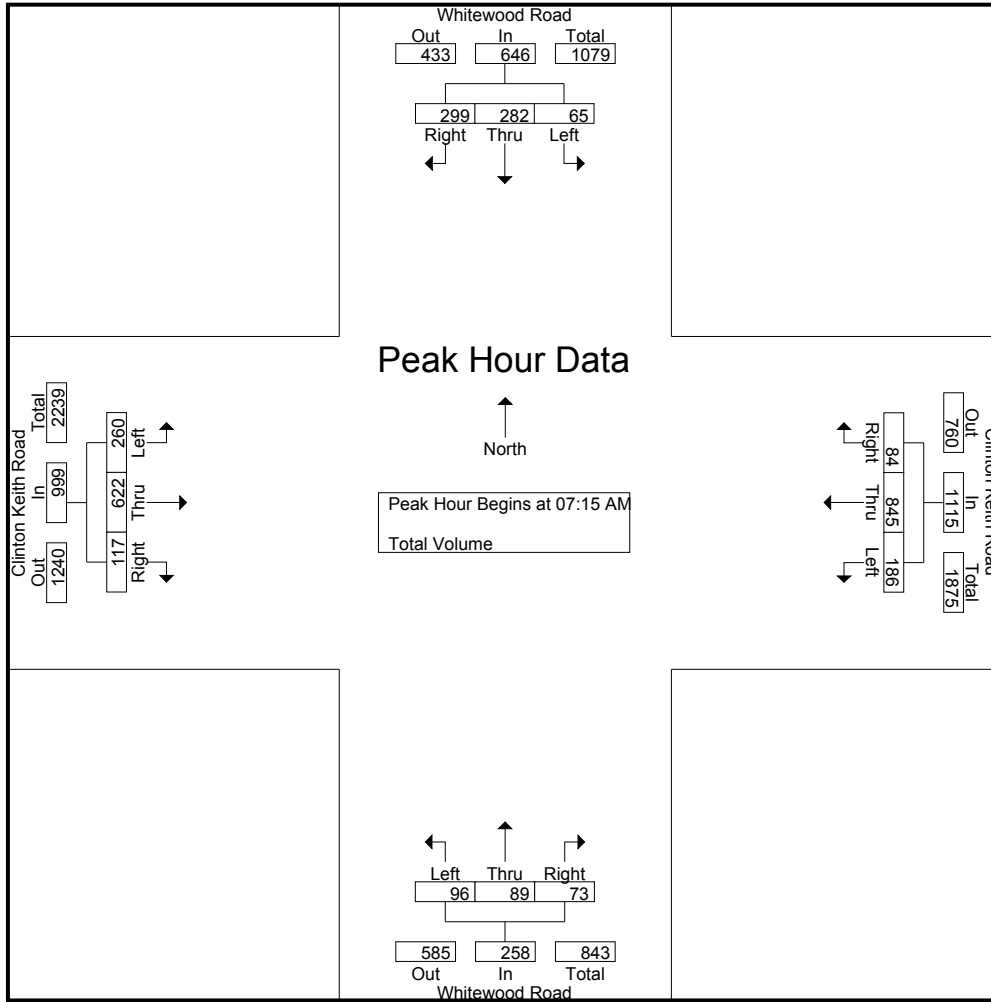 Whitewood Road
Out In Total
433 646 1079
299 282 65
Right Thru Left
Peak Hour Data
North
Peak Hour Begins at 07:15 AM
Total Volume
Clinton Keith Road
Out In Total
1240 999 2239
Left Thru Right
260 622 117
Clinton Keith Road
Out In Total
760 1115 1875
Right Thru Left
84 845 186
Left Thru Right
96 89 73
585 258 843
Out In Total
Whitewood Road